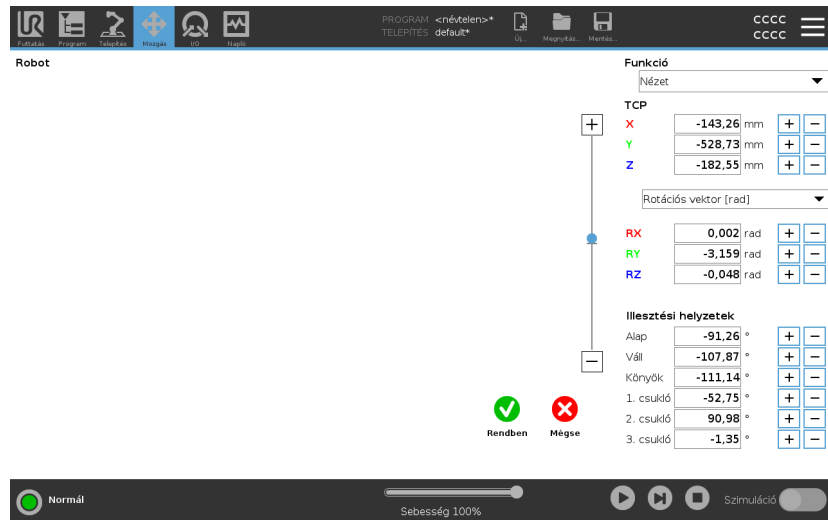 Futtatás Program Telepítés Mozgás I/O Napló
PROGRAM <névtelen>*
TELEPÍTÉS default*
Új... Megnyitás... Mentés...
cccc
cccc
Robot
Funkció
Nézet
TCP
X -143,26 mm + −
Y -528,73 mm + −
Z -182,55 mm + −
Rotációs vektor [rad]
RX 0,002 rad + −
RY -3,159 rad + −
RZ -0,048 rad + −
Illesztési helyzetek
Alap -91,26 ° + −
Váll -107,87 ° + −
Könyök -111,14 ° + −
1. csukló -52,75 ° + −
2. csukló 90,98 ° + −
3. csukló -1,35 ° + −
+
−
Rendben Mégse
Normál
Sebesség 100%
Szimuláció